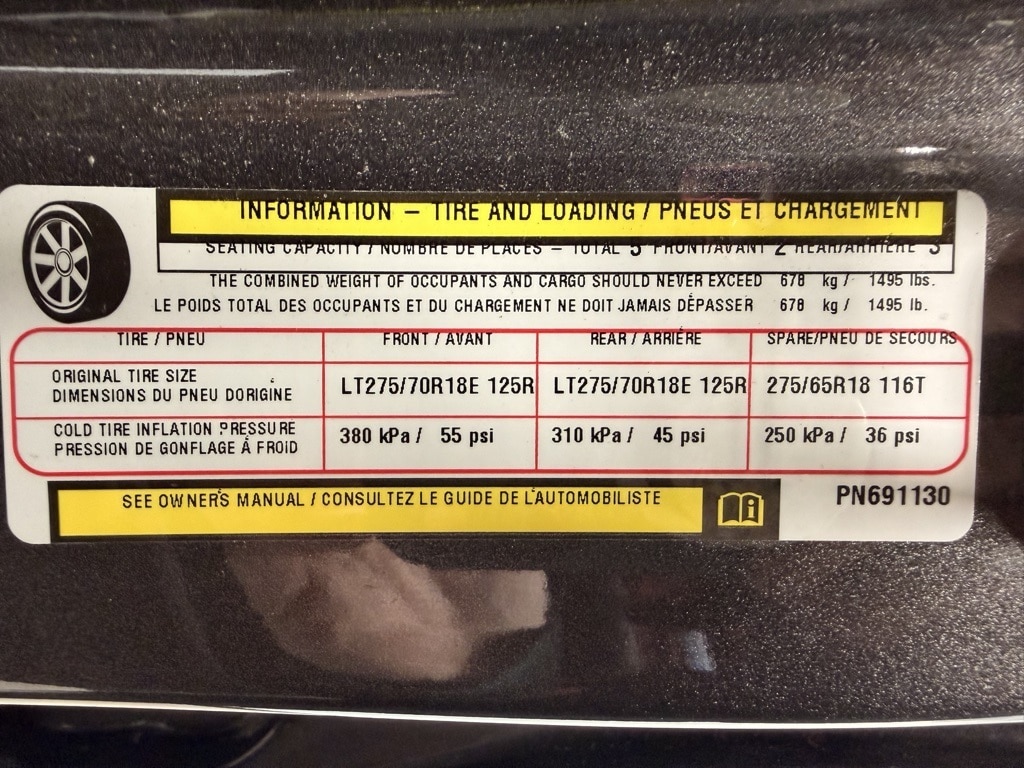 INFORMATION – TIRE AND LOADING / PNEUS ET CHARGEMENT
SEATING CAPACITY / NOMBRE DE PLACES – TOTAL 5 FRONT/AVANT 2 REAR/ARRIÉRE 3
THE COMBINED WEIGHT OF OCCUPANTS AND CARGO SHOULD NEVER EXCEED 678 kg / 1495 lbs.
LE POIDS TOTAL DES OCCUPANTS ET DU CHARGEMENT NE DOIT JAMAIS DÉPASSER 678 kg / 1495 lb.
TIRE / PNEU FRONT / AVANT REAR / ARRIÉRE SPARE/PNEU DE SECOURS
ORIGINAL TIRE SIZE
DIMENSIONS DU PNEU D'ORIGINE LT275/70R18E 125R LT275/70R18E 125R 275/65R18 116T
COLD TIRE INFLATION PRESSURE
PRESSION DE GONFLAGE Á FROID 380 kPa / 55 psi 310 kPa / 45 psi 250 kPa / 36 psi
SEE OWNER'S MANUAL / CONSULTEZ LE GUIDE DE L'AUTOMOBILISTE
PN691130